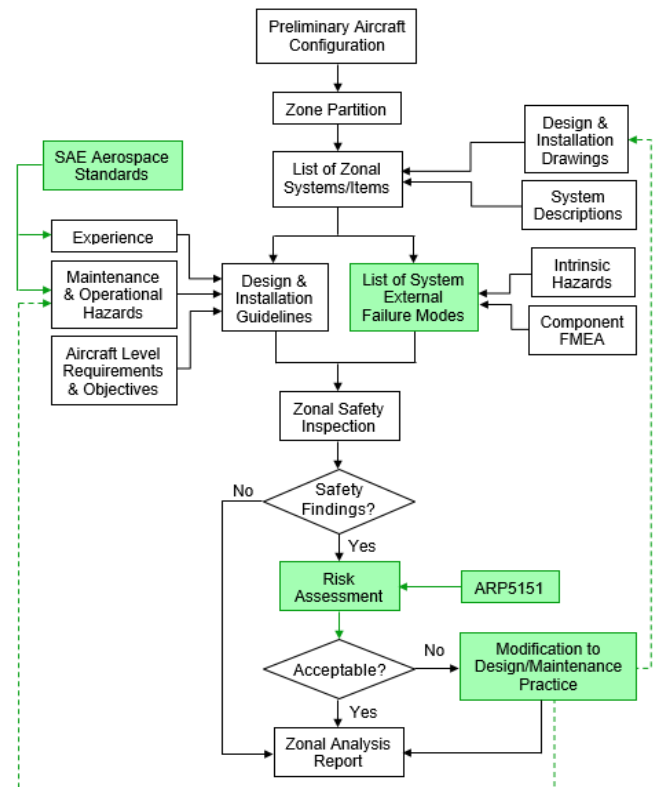 Preliminary Aircraft
Configuration
Zone Partition
Design &
Installation
Drawings
SAE Aerospace
Standards
List of Zonal
Systems/Items
System
Descriptions
Experience
Maintenance
& Operational
Hazards
Aircraft Level
Requirements
& Objectives
Design &
Installation
Guidelines
List of System
External
Failure Modes
Intrinsic
Hazards
Component
FMEA
Zonal Safety
Inspection
Safety
Findings?
No
Yes
Risk
Assessment
ARP5151
Acceptable?
No
Modification to
Design/Maintenance
Practice
Yes
Zonal Analysis
Report